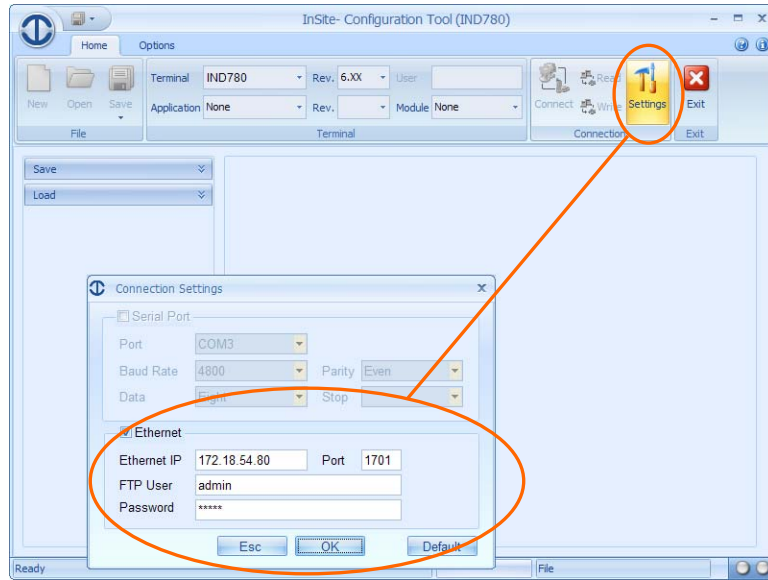 InSite- Configuration Tool (IND780)
Home Options
Terminal IND780 Rev. 6.XX User
New Open Save Application None Rev. Module None
Connect Read Write Settings Exit
File Terminal Connection Exit
Save
Load
Connection Settings x
Serial Port
Port COM3
Baud Rate 4800 Parity Even
Data Eight Stop
Ethernet
Ethernet IP 172.18.54.80 Port 1701
FTP User admin
Password *****
Esc OK Default
Ready File